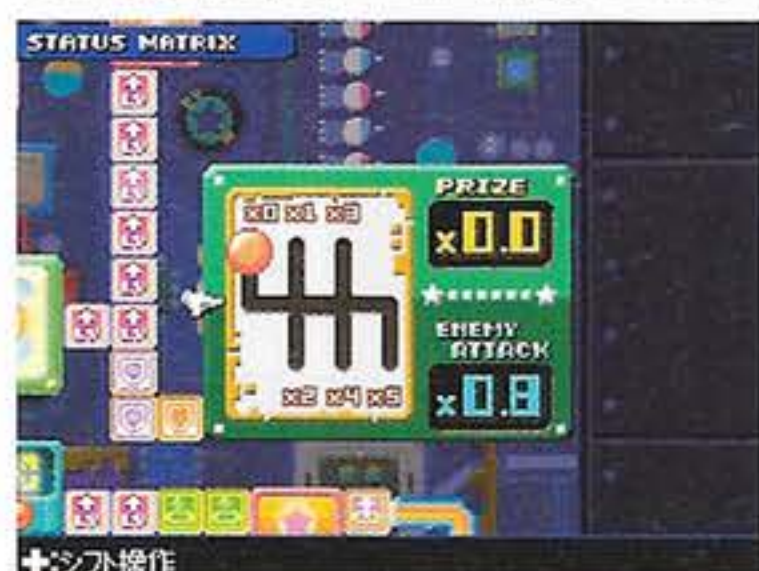 STATUS MATRIX
x0 x1 x3
x2 x4 x5
PRIZE
x0.0
ENEMY
ATTACK
x0.8
✚:シフト操作